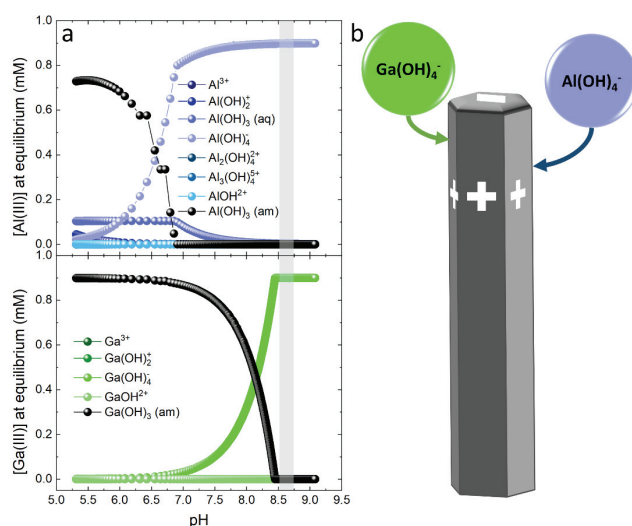 a
b
[Al(III)] at equilibrium (mM)
1.0
0.8
0.6
0.4
0.2
0.0
Al³⁺
Al(OH)₂⁺
Al(OH)₃ (aq)
Al(OH)₄⁻
Al₂(OH)₄²⁺
Al₃(OH)₄⁵⁺
AlOH²⁺
Al(OH)₃ (am)
[Ga(III)] at equilibrium (mM)
1.0
0.8
0.6
0.4
0.2
0.0
Ga³⁺
Ga(OH)₂⁺
Ga(OH)₄⁻
GaOH²⁺
Ga(OH)₃ (am)
5.0 5.5 6.0 6.5 7.0 7.5 8.0 8.5 9.0 9.5
pH
Ga(OH)₄⁻
Al(OH)₄⁻